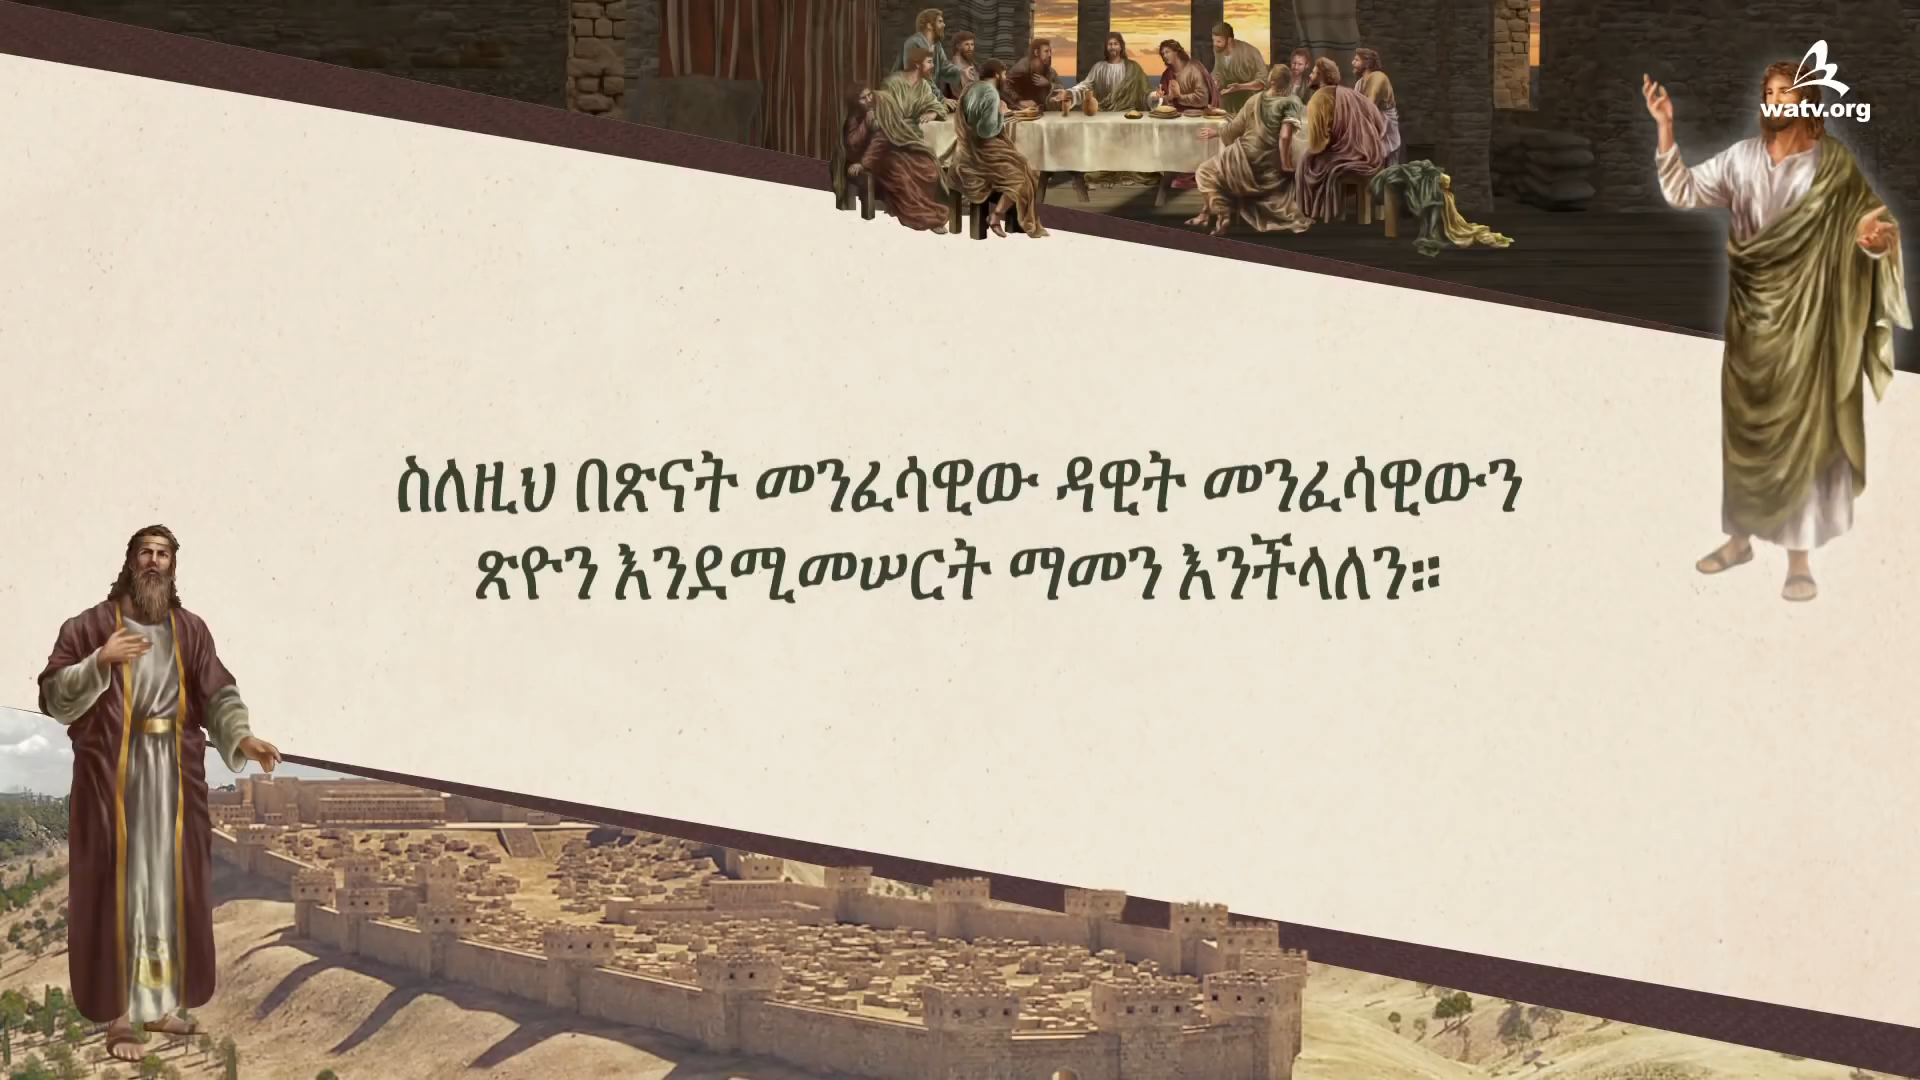 watv.org
ስለዚህ በጽናት መንፈሳዊው ዳዊት መንፈሳዊውን
ጽዮን እንደሚመሠርት ማመን እንችላለን።